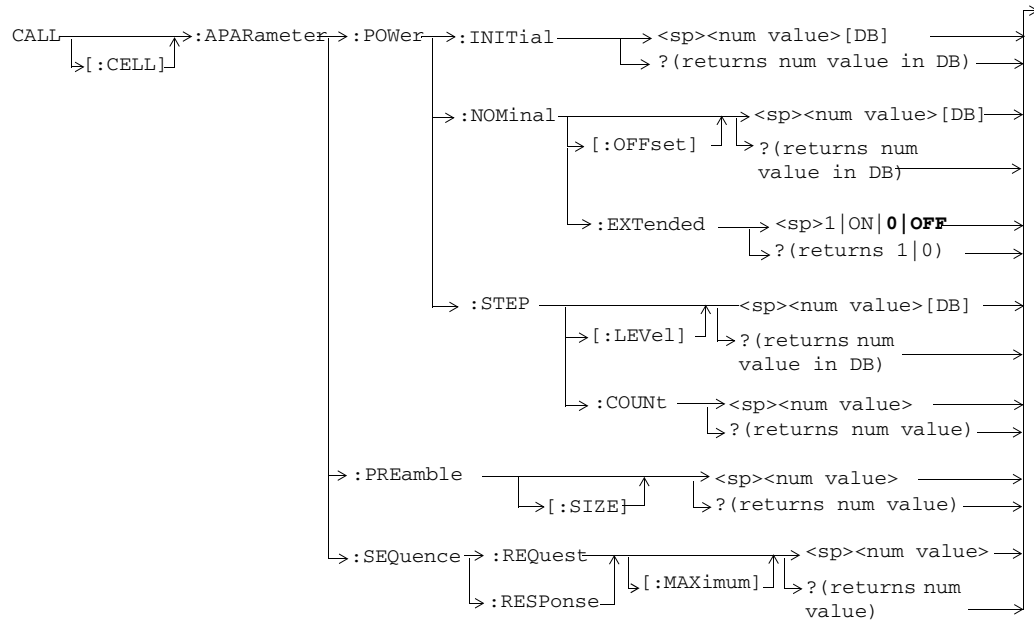 CALL :APARameter :POWer :INITial <sp><num value>[DB]
[:CELL] ?(returns num value in DB)
:NOMinal <sp><num value>[DB]
[:OFFset] ?(returns num
value in DB)
:EXTended <sp>1|ON|0|OFF
?(returns 1|0)
:STEP <sp><num value>[DB]
[:LEVel] ?(returns num
value in DB)
:COUNt <sp><num value>
?(returns num value)
:PREamble <sp><num value>
[:SIZE] ?(returns num value)
:SEQuence :REQuest <sp><num value>
[:MAXimum] ?(returns num
:RESPonse value)